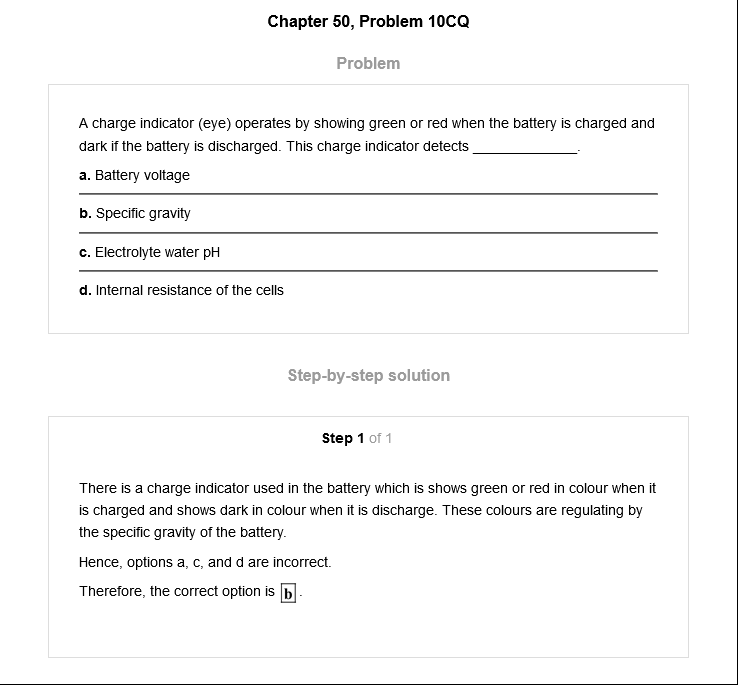 Chapter 50, Problem 10CQ
Problem
A charge indicator (eye) operates by showing green or red when the battery is charged and
dark if the battery is discharged. This charge indicator detects ______________.
a. Battery voltage
b. Specific gravity
c. Electrolyte water pH
d. Internal resistance of the cells
Step-by-step solution
Step 1 of 1
There is a charge indicator used in the battery which is shows green or red in colour when it
is charged and shows dark in colour when it is discharge. These colours are regulating by
the specific gravity of the battery.
Hence, options a, c, and d are incorrect.
Therefore, the correct option is b.